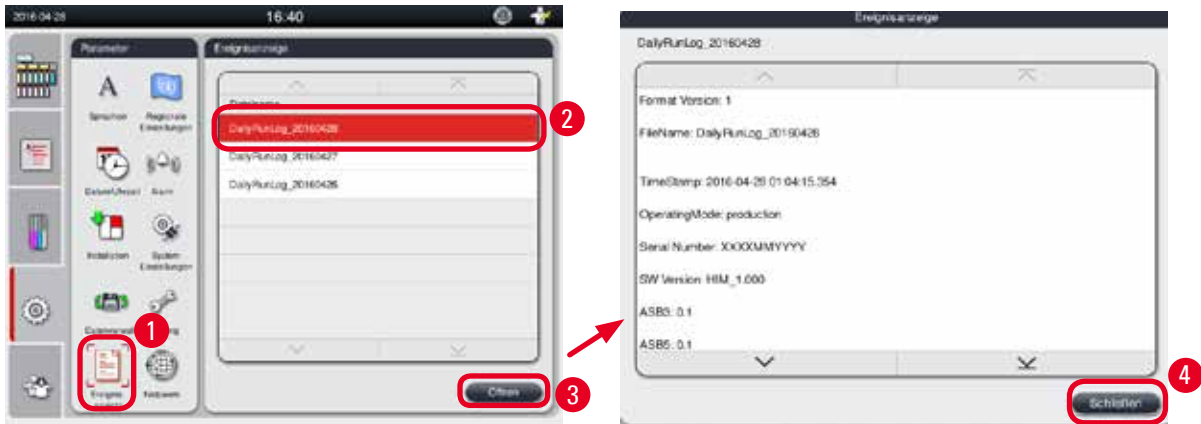 2016-04-28
16:40
Parameter
Sprachen
Regionale
Einstellungen
Datum/Uhrzeit
Alarm
Installation
System
Einstellungen
Ereignis
Netzwerk
Ereignisanzeige
Dateiname
DailyRunLog_20160428
DailyRunLog_20160427
DailyRunLog_20160426
Öffnen
1
2
3
Ereignisanzeige
DailyRunLog_20160428
Format Version: 1
FileName: DailyRunLog_20160428
TimeStamp: 2016-04-28 01:04:15.354
OperatingMode: production
Serial Number: XXXXMMYYYY
SW Version: HIM_1.000
ASB3: 0.1
ASB5: 0.1
Schließen
4